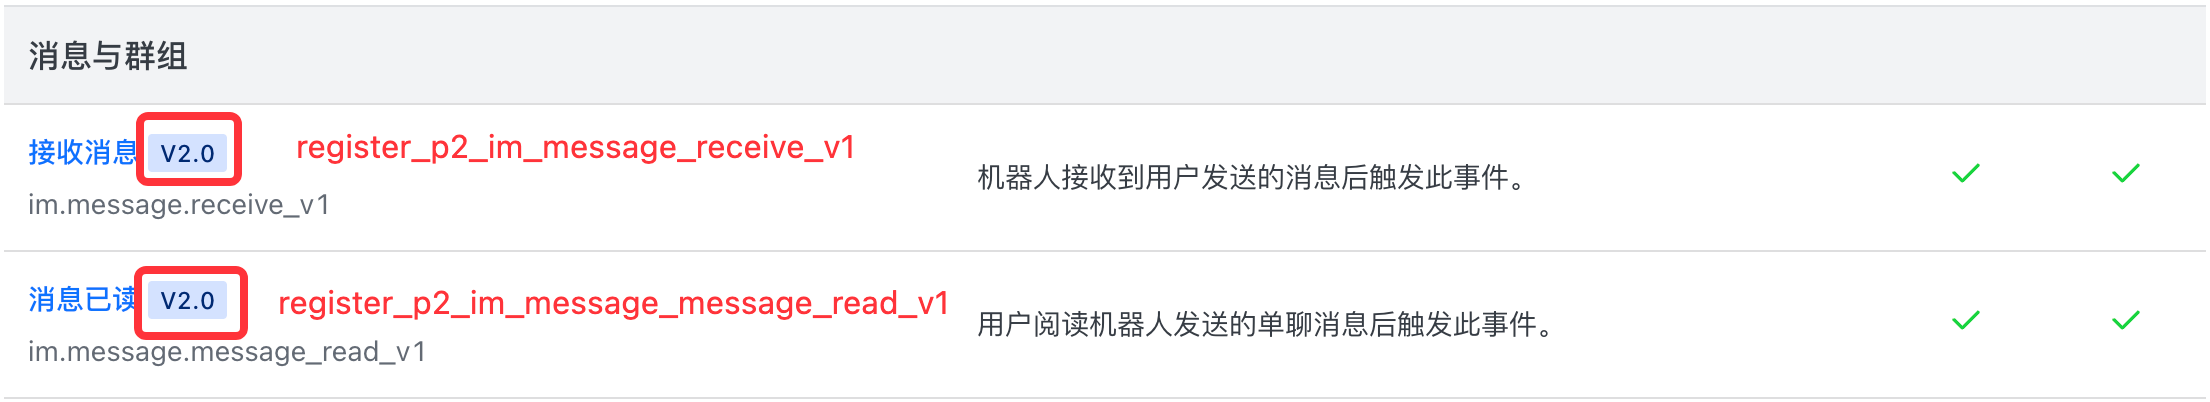 消息与群组
接收消息 V2.0 register_p2_im_message_receive_v1
im.message.receive_v1
机器人接收到用户发送的消息后触发此事件。
消息已读 V2.0 register_p2_im_message_message_read_v1
im.message.message_read_v1
用户阅读机器人发送的单聊消息后触发此事件。